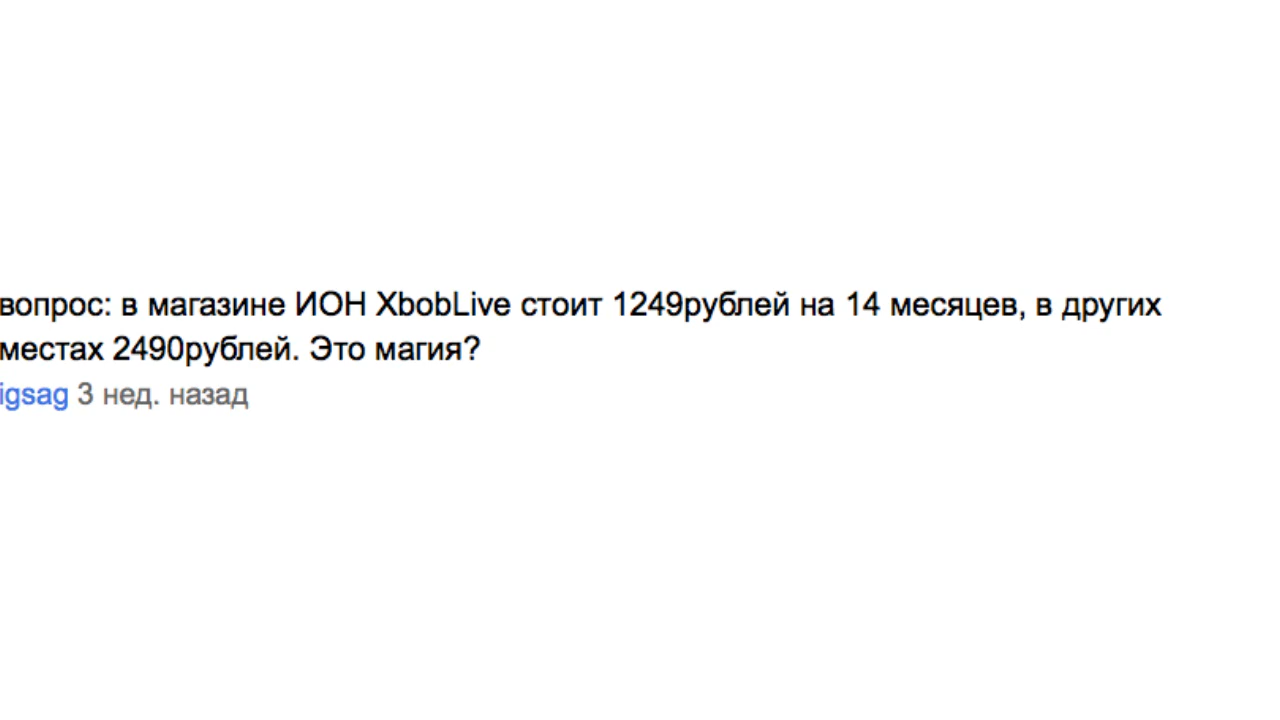 вопрос: в магазине ИОН XbobLive стоит 1249рублей на 14 месяцев, в других
местах 2490рублей. Это магия?
igsag 3 нед. назад